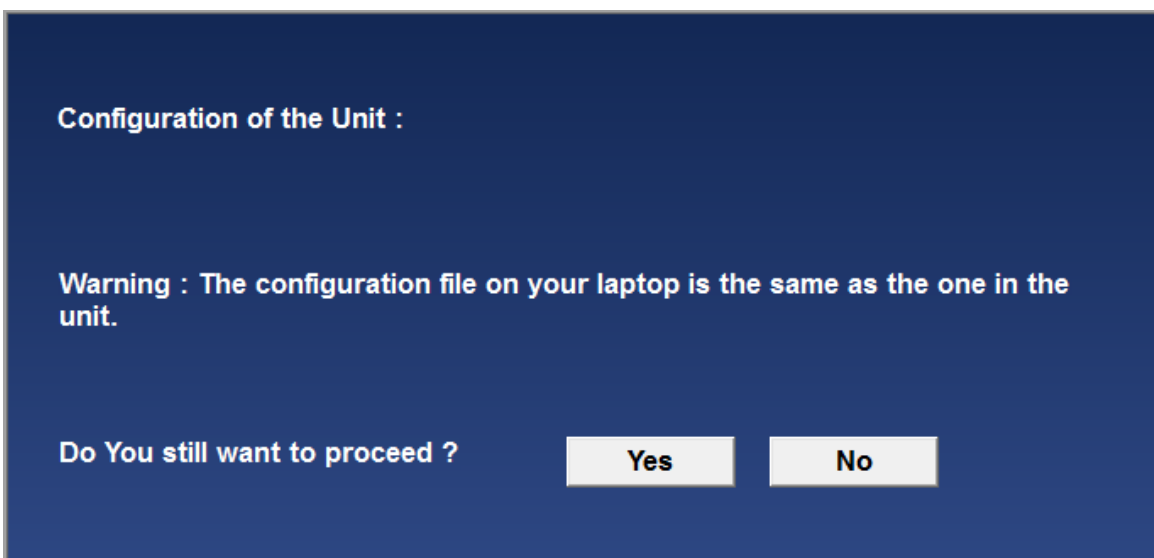 Configuration of the Unit :
Warning : The configuration file on your laptop is the same as the one in the
unit.
Do You still want to proceed ?
Yes
No